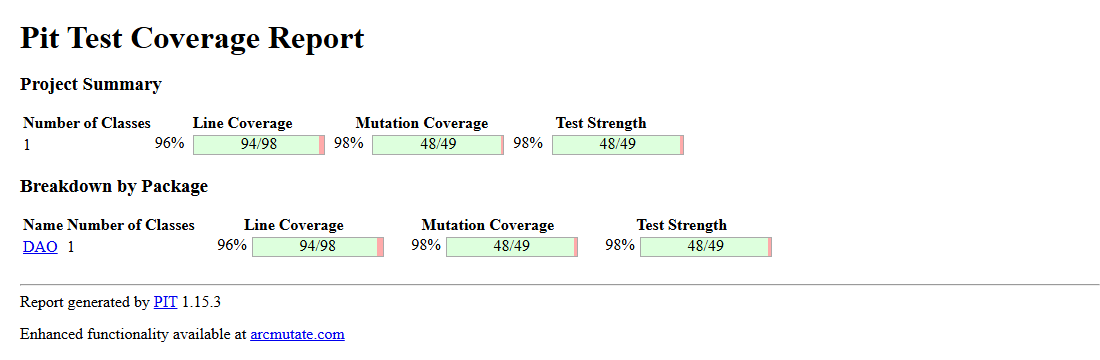 Pit Test Coverage Report
Project Summary
Number of Classes Line Coverage Mutation Coverage Test Strength
1 96% 94/98 98% 48/49 98% 48/49
Breakdown by Package
Name Number of Classes Line Coverage Mutation Coverage Test Strength
DAO 1 96% 94/98 98% 48/49 98% 48/49
Report generated by PIT 1.15.3
Enhanced functionality available at arcmutate.com